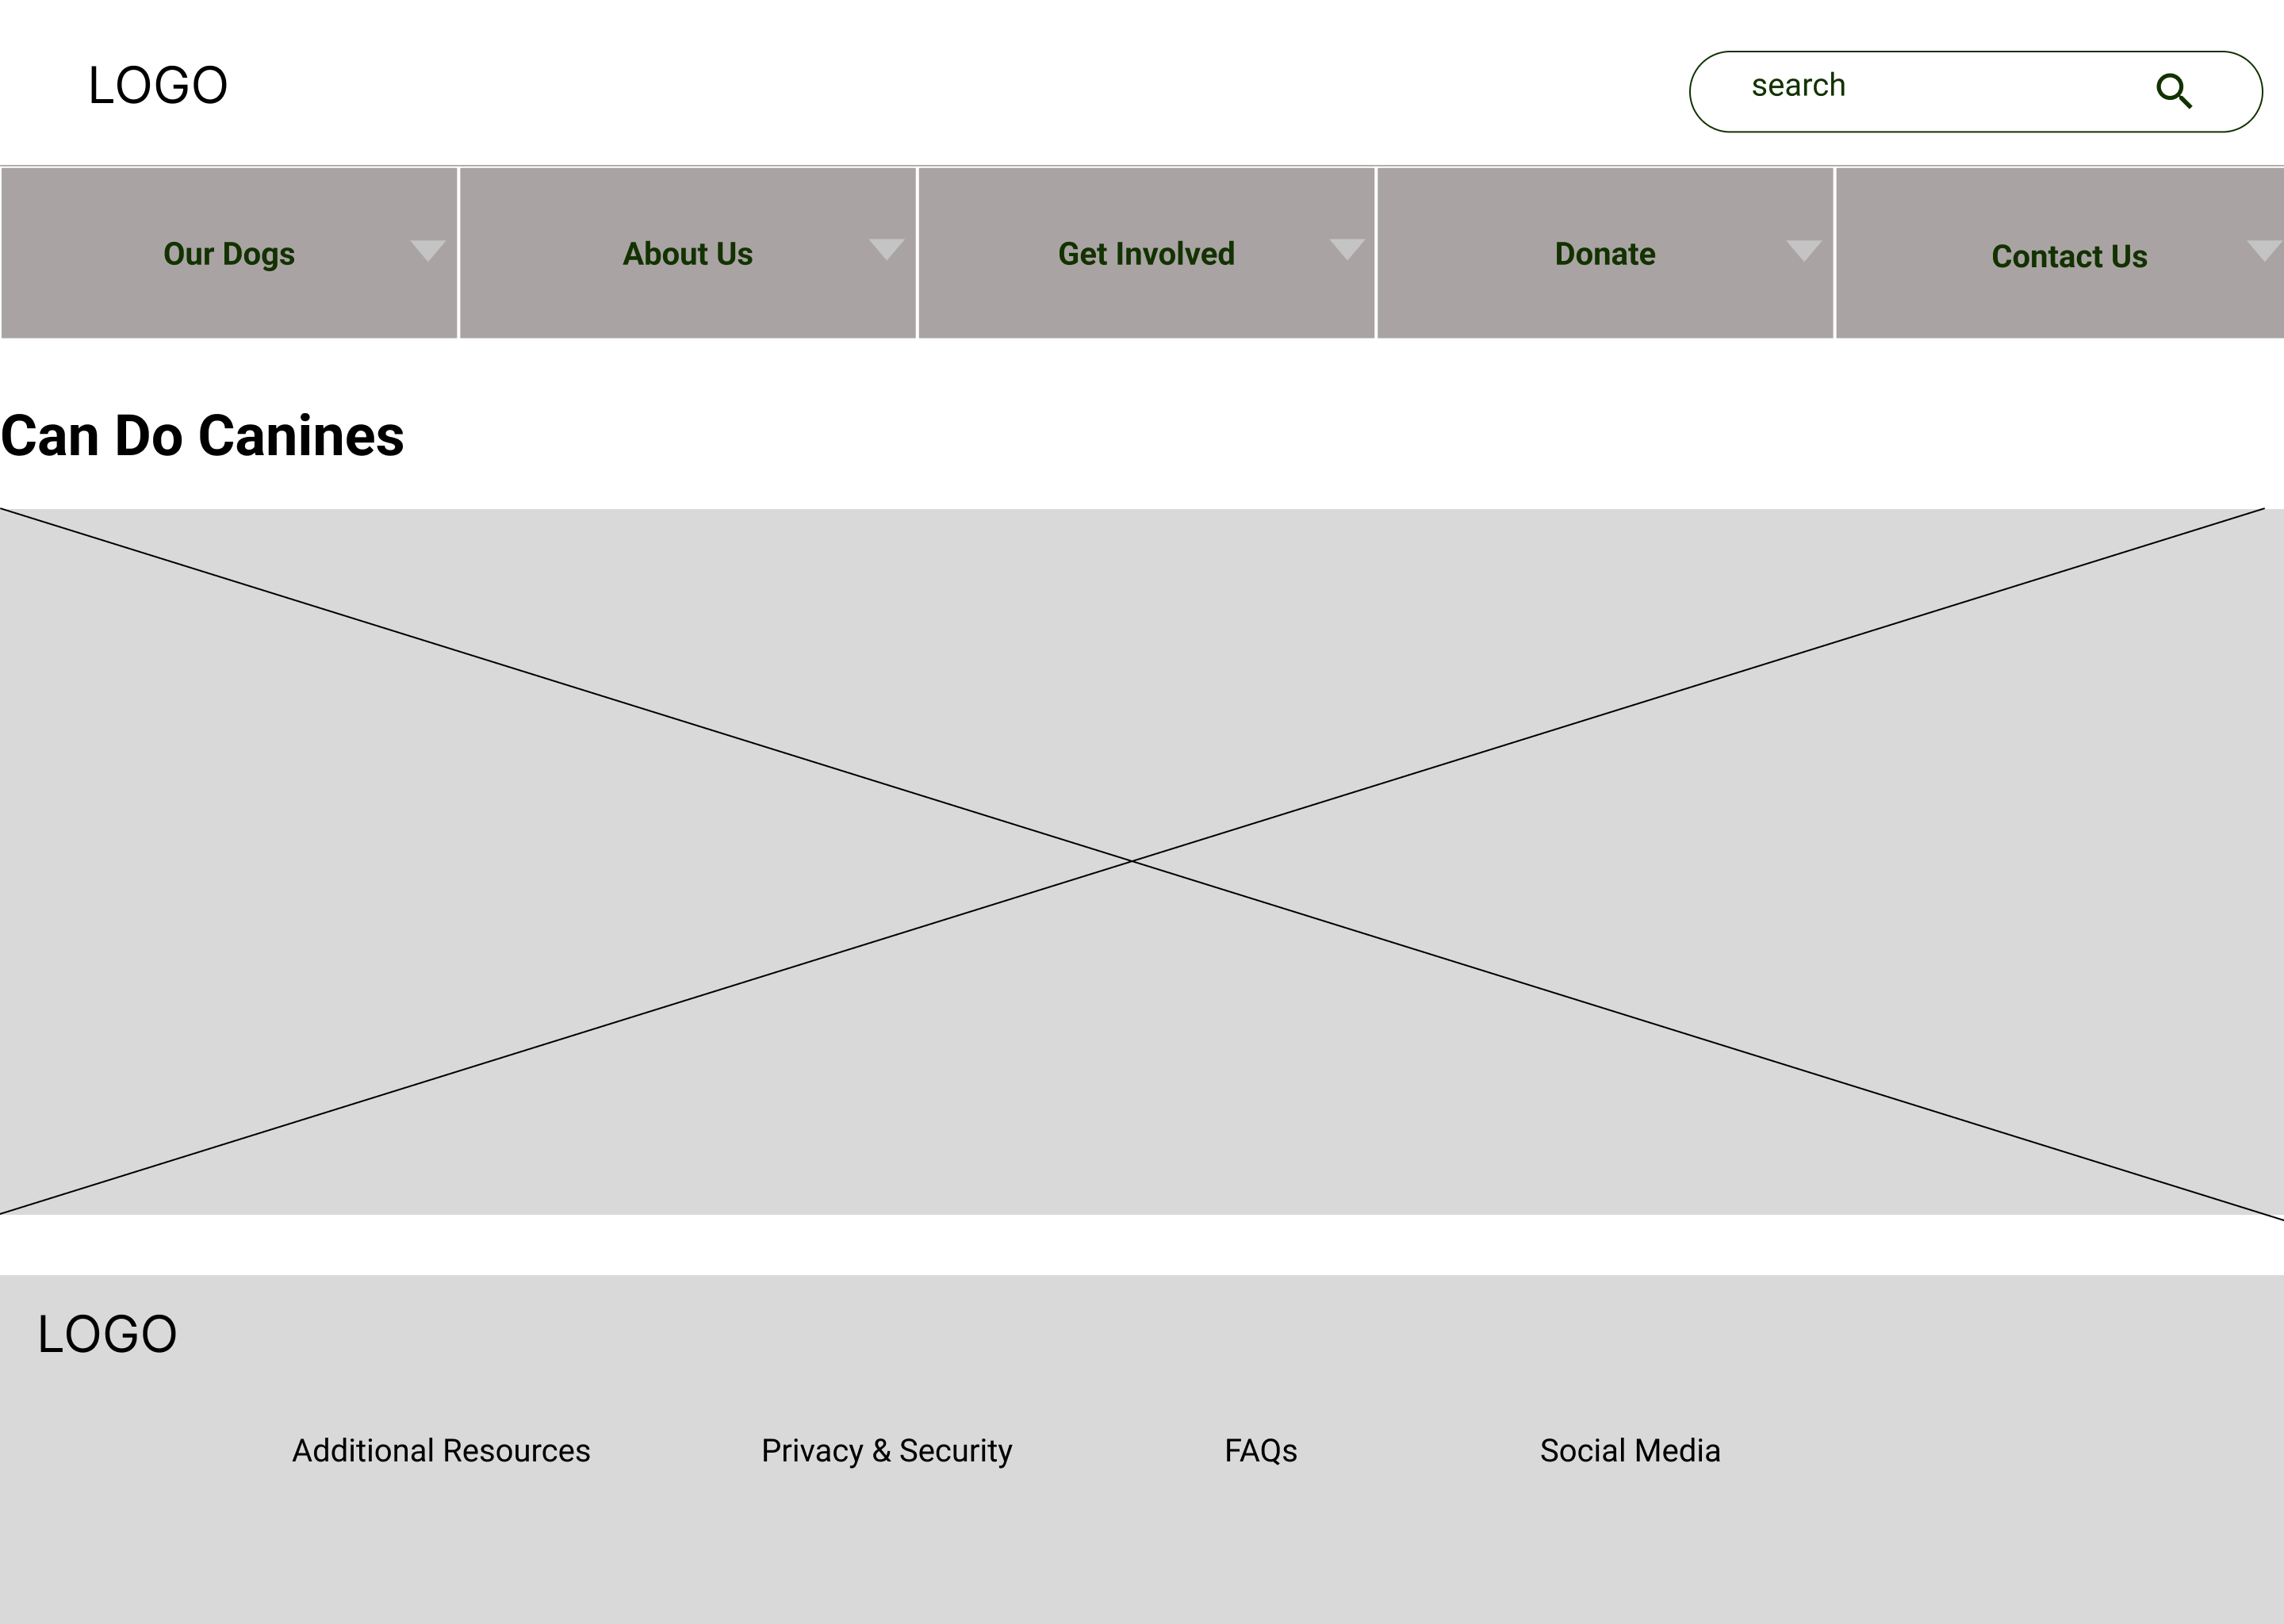 LOGO
search
Our Dogs
About Us
Get Involved
Donate
Contact Us
Can Do Canines
LOGO
Additional Resources
Privacy & Security
FAQs
Social Media